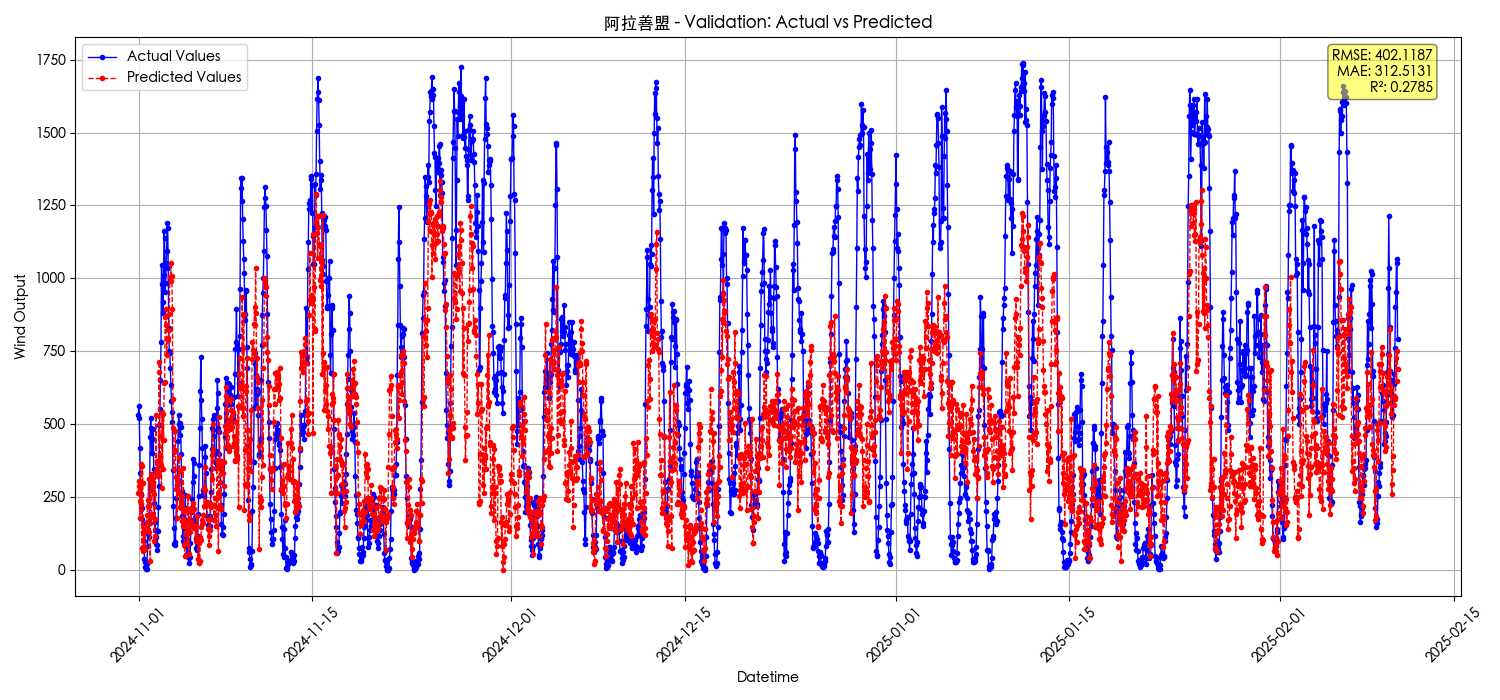 阿拉善盟 - Validation: Actual vs Predicted
Actual Values
Predicted Values
RMSE: 402.1187
MAE: 312.5131
R²: 0.2785
Wind Output
1750
1500
1250
1000
750
500
250
0
2024-11-01
2024-11-15
2024-12-01
2024-12-15
2025-01-01
2025-01-15
2025-02-01
2025-02-15
Datetime